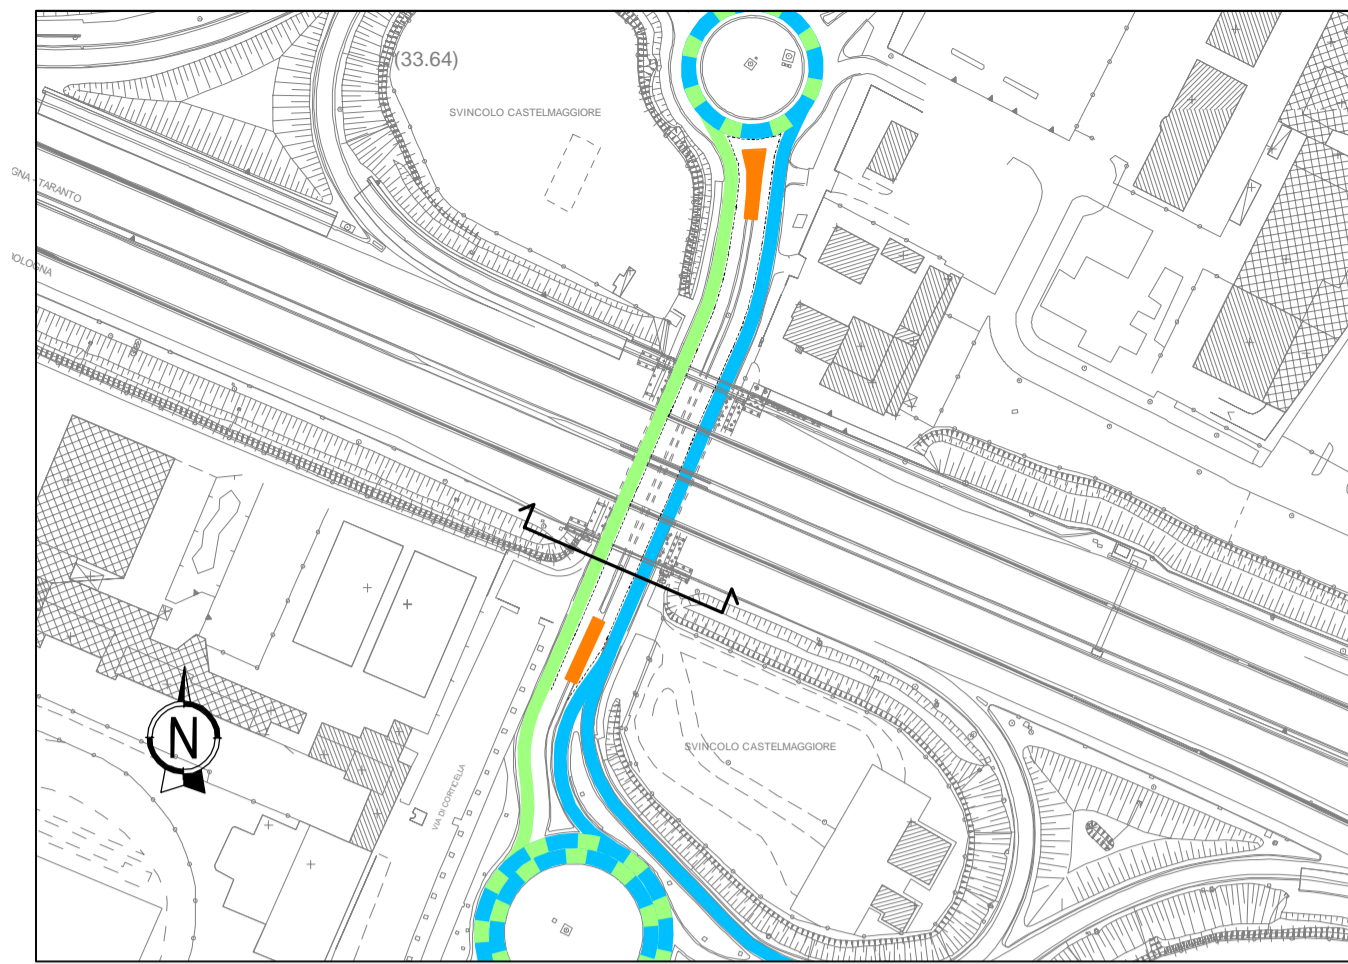 (33.64)
SVINCOLO CASTELMAGGIORE
GNA - TARANTO
OLOGNA
SVINCOLO CASTELMAGGIORE
VIA DI CORTICELLA
N